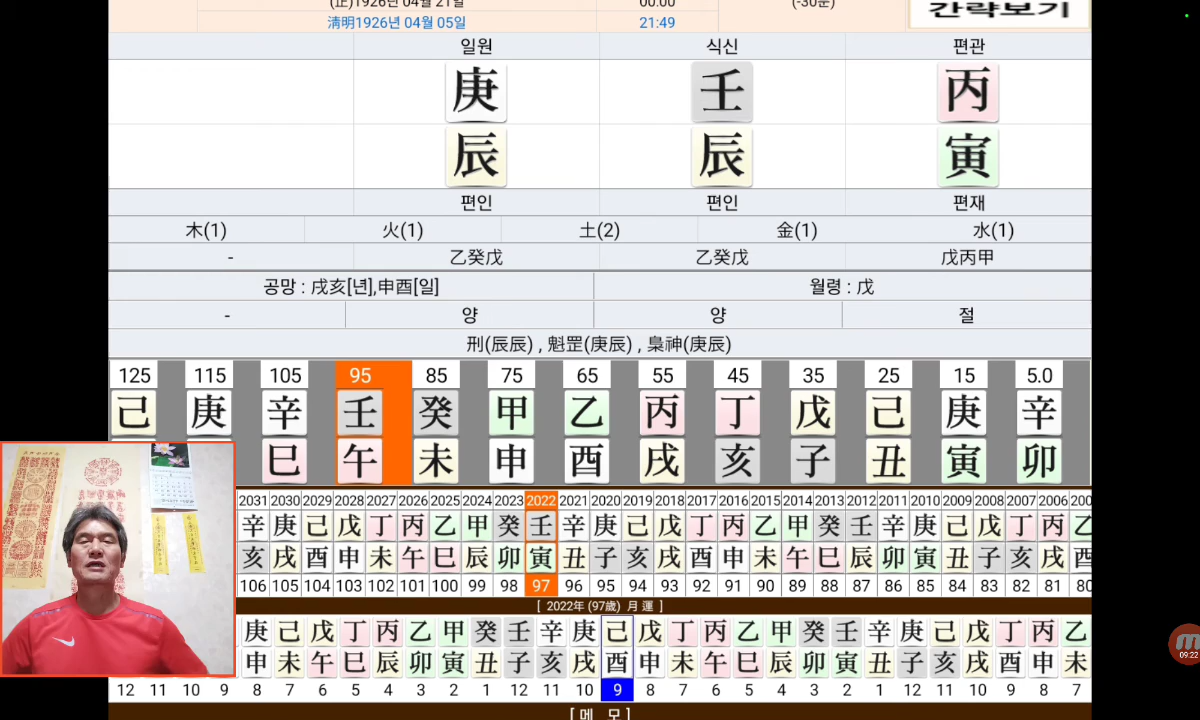 (正)1926년 04월 21일 00:00 (-30분)
淸明1926년 04월 05일 21:49 간략보기
일원 식신 편관
庚 壬 丙
辰 辰 寅
편인 편인 편재
木(1) 火(1) 土(2) 金(1) 水(1)
- 乙癸戊 乙癸戊 戊丙甲
공망 : 戌亥[년],申酉[일] 월령 : 戊
- 양 양 절
刑(辰辰) , 魁罡(庚辰) , 梟神(庚辰)
125 115 105 95 85 75 65 55 45 35 25 15 5.0
己 庚 辛 壬 癸 甲 乙 丙 丁 戊 己 庚 辛
巳 午 未 申 酉 戌 亥 子 丑 寅 卯
2031 2030 2029 2028 2027 2026 2025 2024 2023 2022 2021 2020 2019 2018 2017 2016 2015 2014 2013 2012 2011 2010 2009 2008 2007 2006 200
辛 庚 己 戊 丁 丙 乙 甲 癸 壬 辛 庚 己 戊 丁 丙 乙 甲 癸 壬 辛 庚 己 戊 丁 丙 乙
亥 戌 酉 申 未 午 巳 辰 卯 寅 丑 子 亥 戌 酉 申 未 午 巳 辰 卯 寅 丑 子 亥 戌 酉
106 105 104 103 102 101 100 99 98 97 96 95 94 93 92 91 90 89 88 87 86 85 84 83 82 81 80
[ 2022年 (97歲) 月 運 ]
庚 己 戊 丁 丙 乙 甲 癸 壬 辛 庚 己 戊 丁 丙 乙 甲 癸 壬 辛 庚 己 戊 丁 丙 乙
申 未 午 巳 辰 卯 寅 丑 子 亥 戌 酉 申 未 午 巳 辰 卯 寅 丑 子 亥 戌 酉 申 未
12 11 10 9 8 7 6 5 4 3 2 1 12 11 10 9 8 7 6 5 4 3 2 1 12 11 10 9 8 7
[ 메 모 ]
09:22